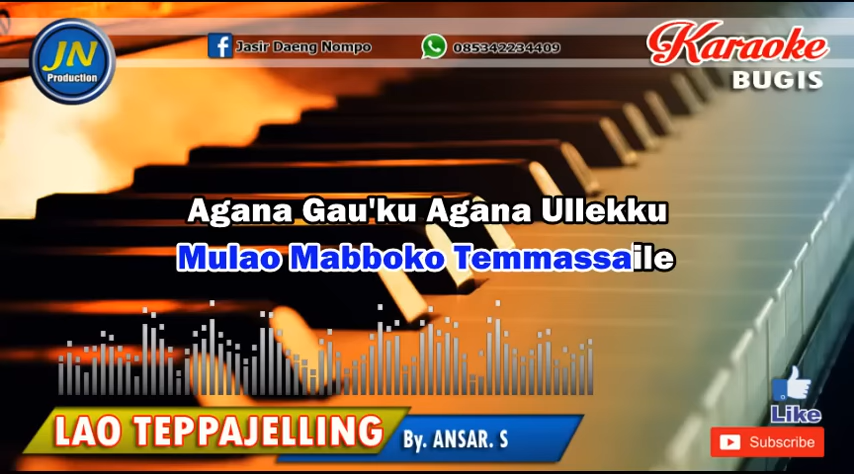 JN
Production
Jasir Daeng Nompo
085342234409
Karaoke
BUGIS
Agana Gau'ku Agana Ullekku
Mulao Mabboko Temmassaile
LAO TEPPAJELLING
By. ANSAR. S
Like
Subscribe